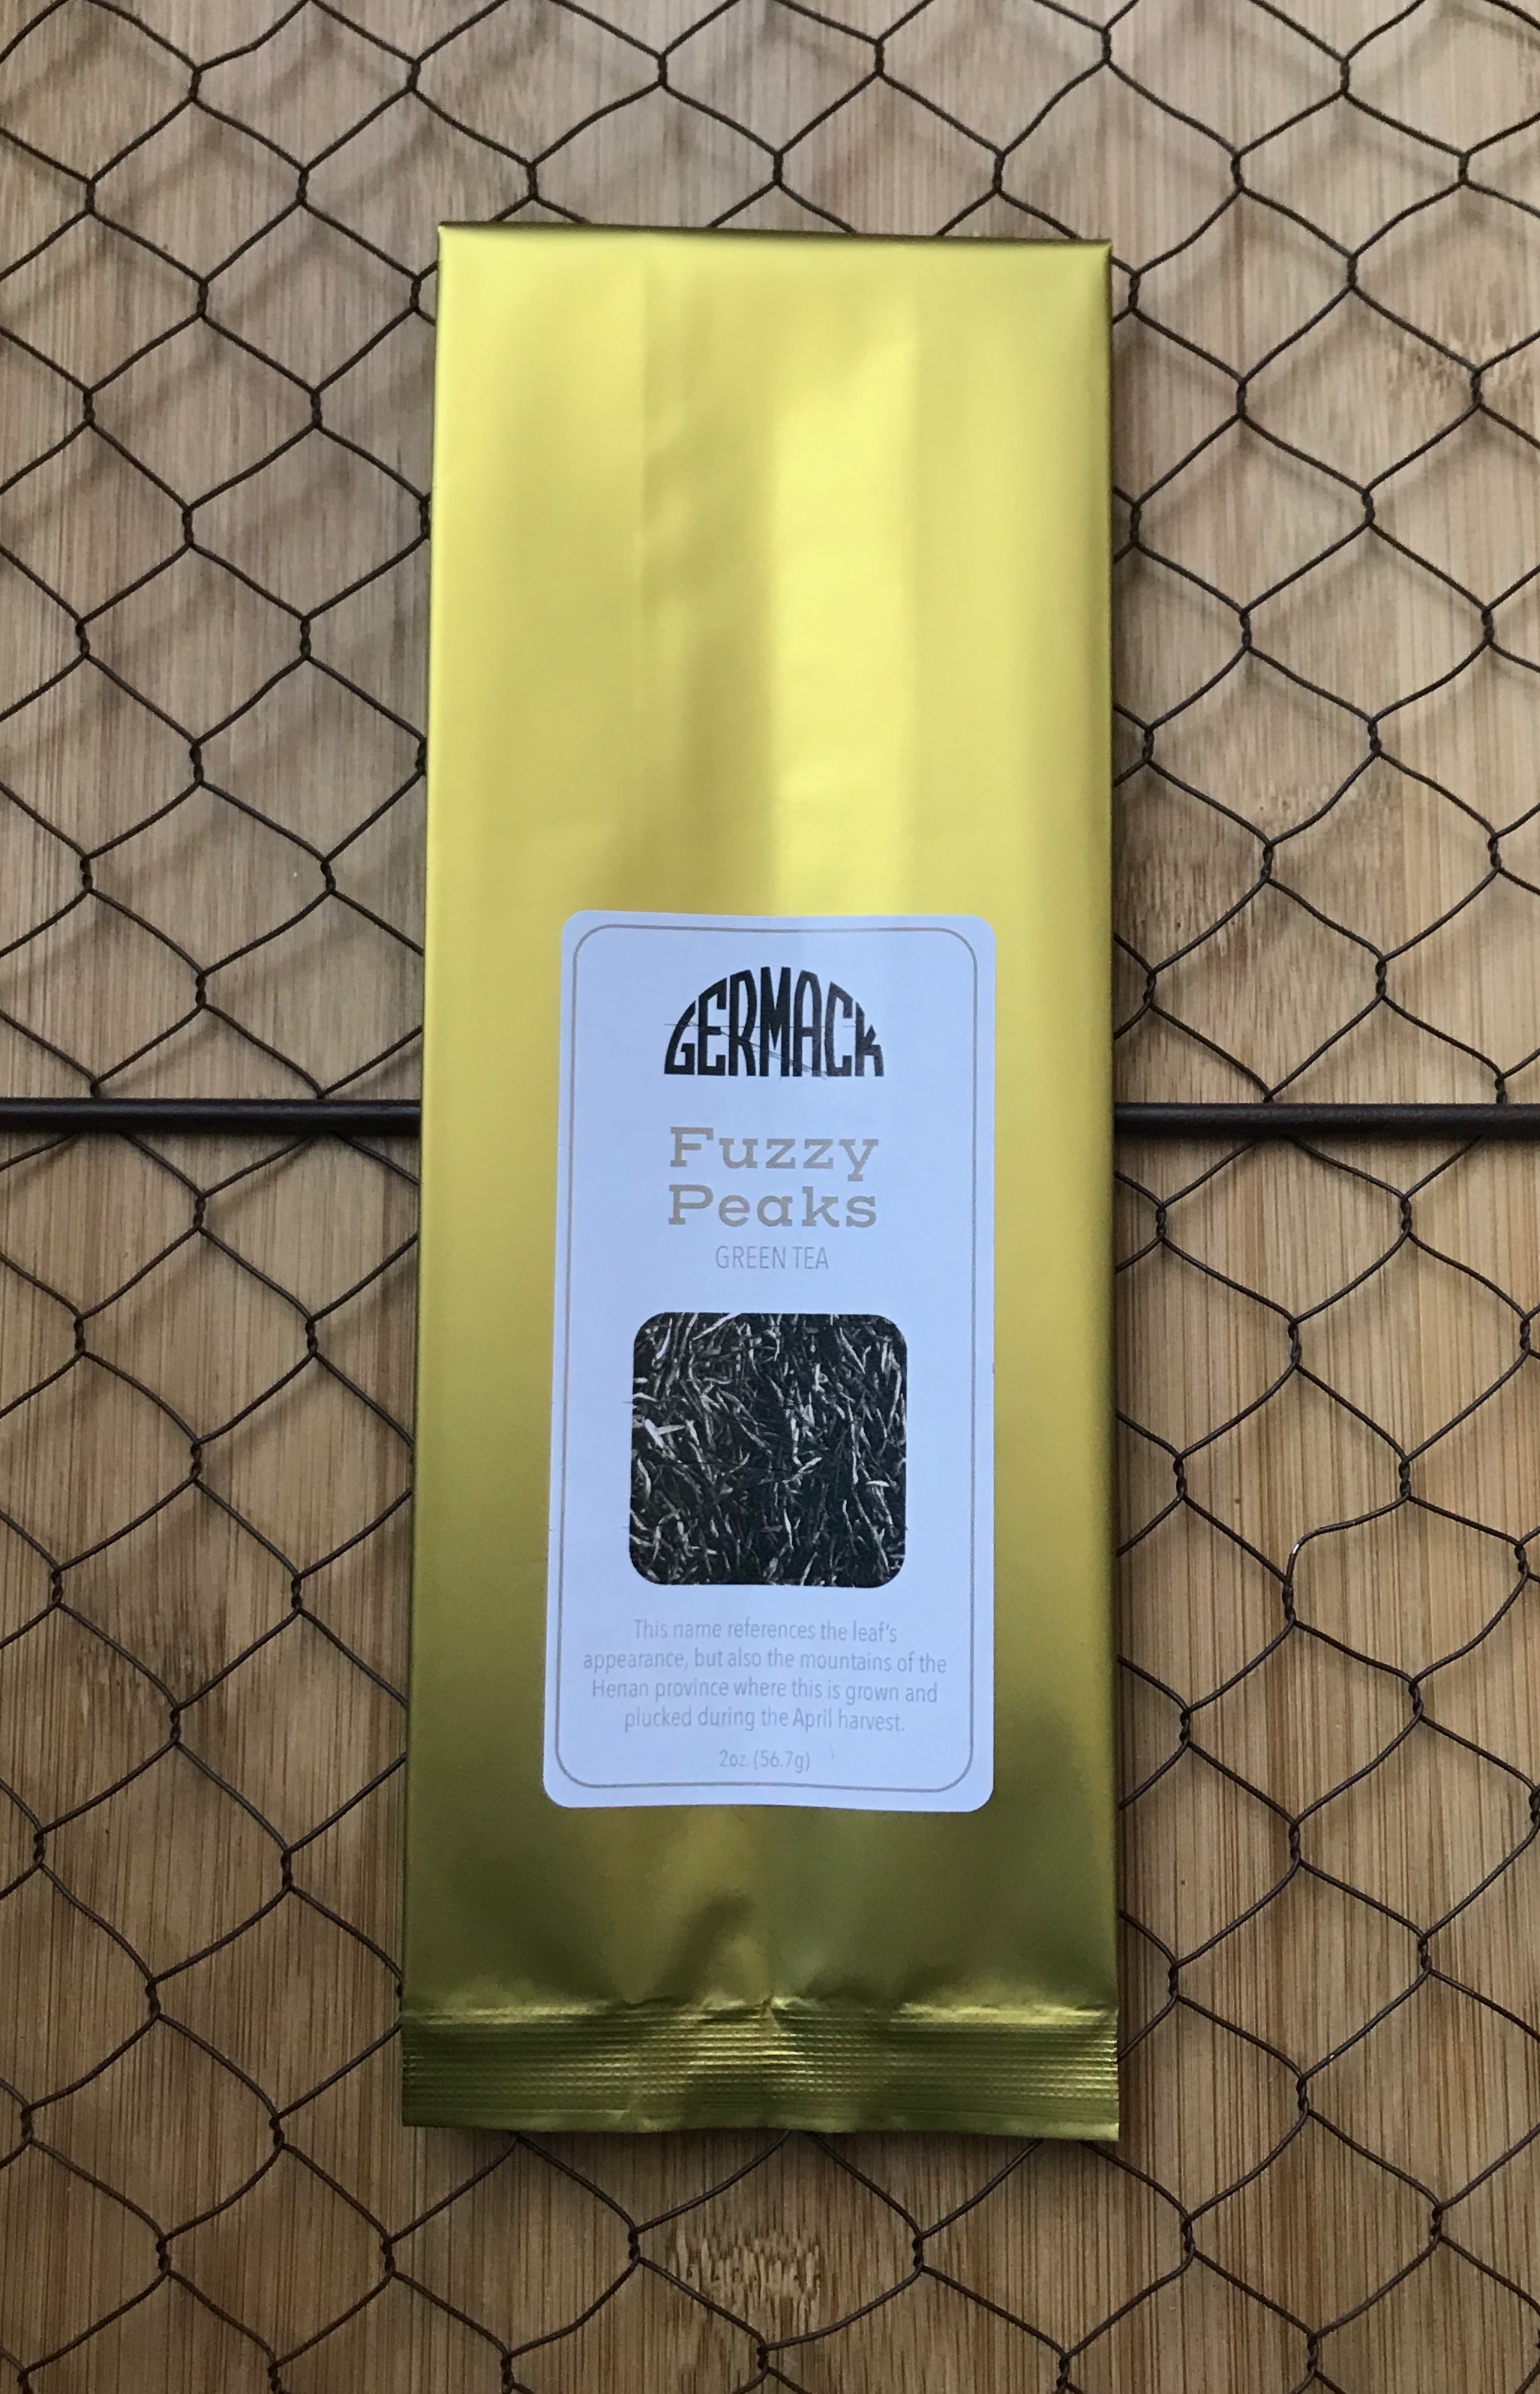 GERMACK
Fuzzy
Peaks
GREEN TEA
This name references the leaf's
appearance, but also the mountains of the
Henan province where this is grown and
plucked during the April harvest.
2oz. (56.7g)